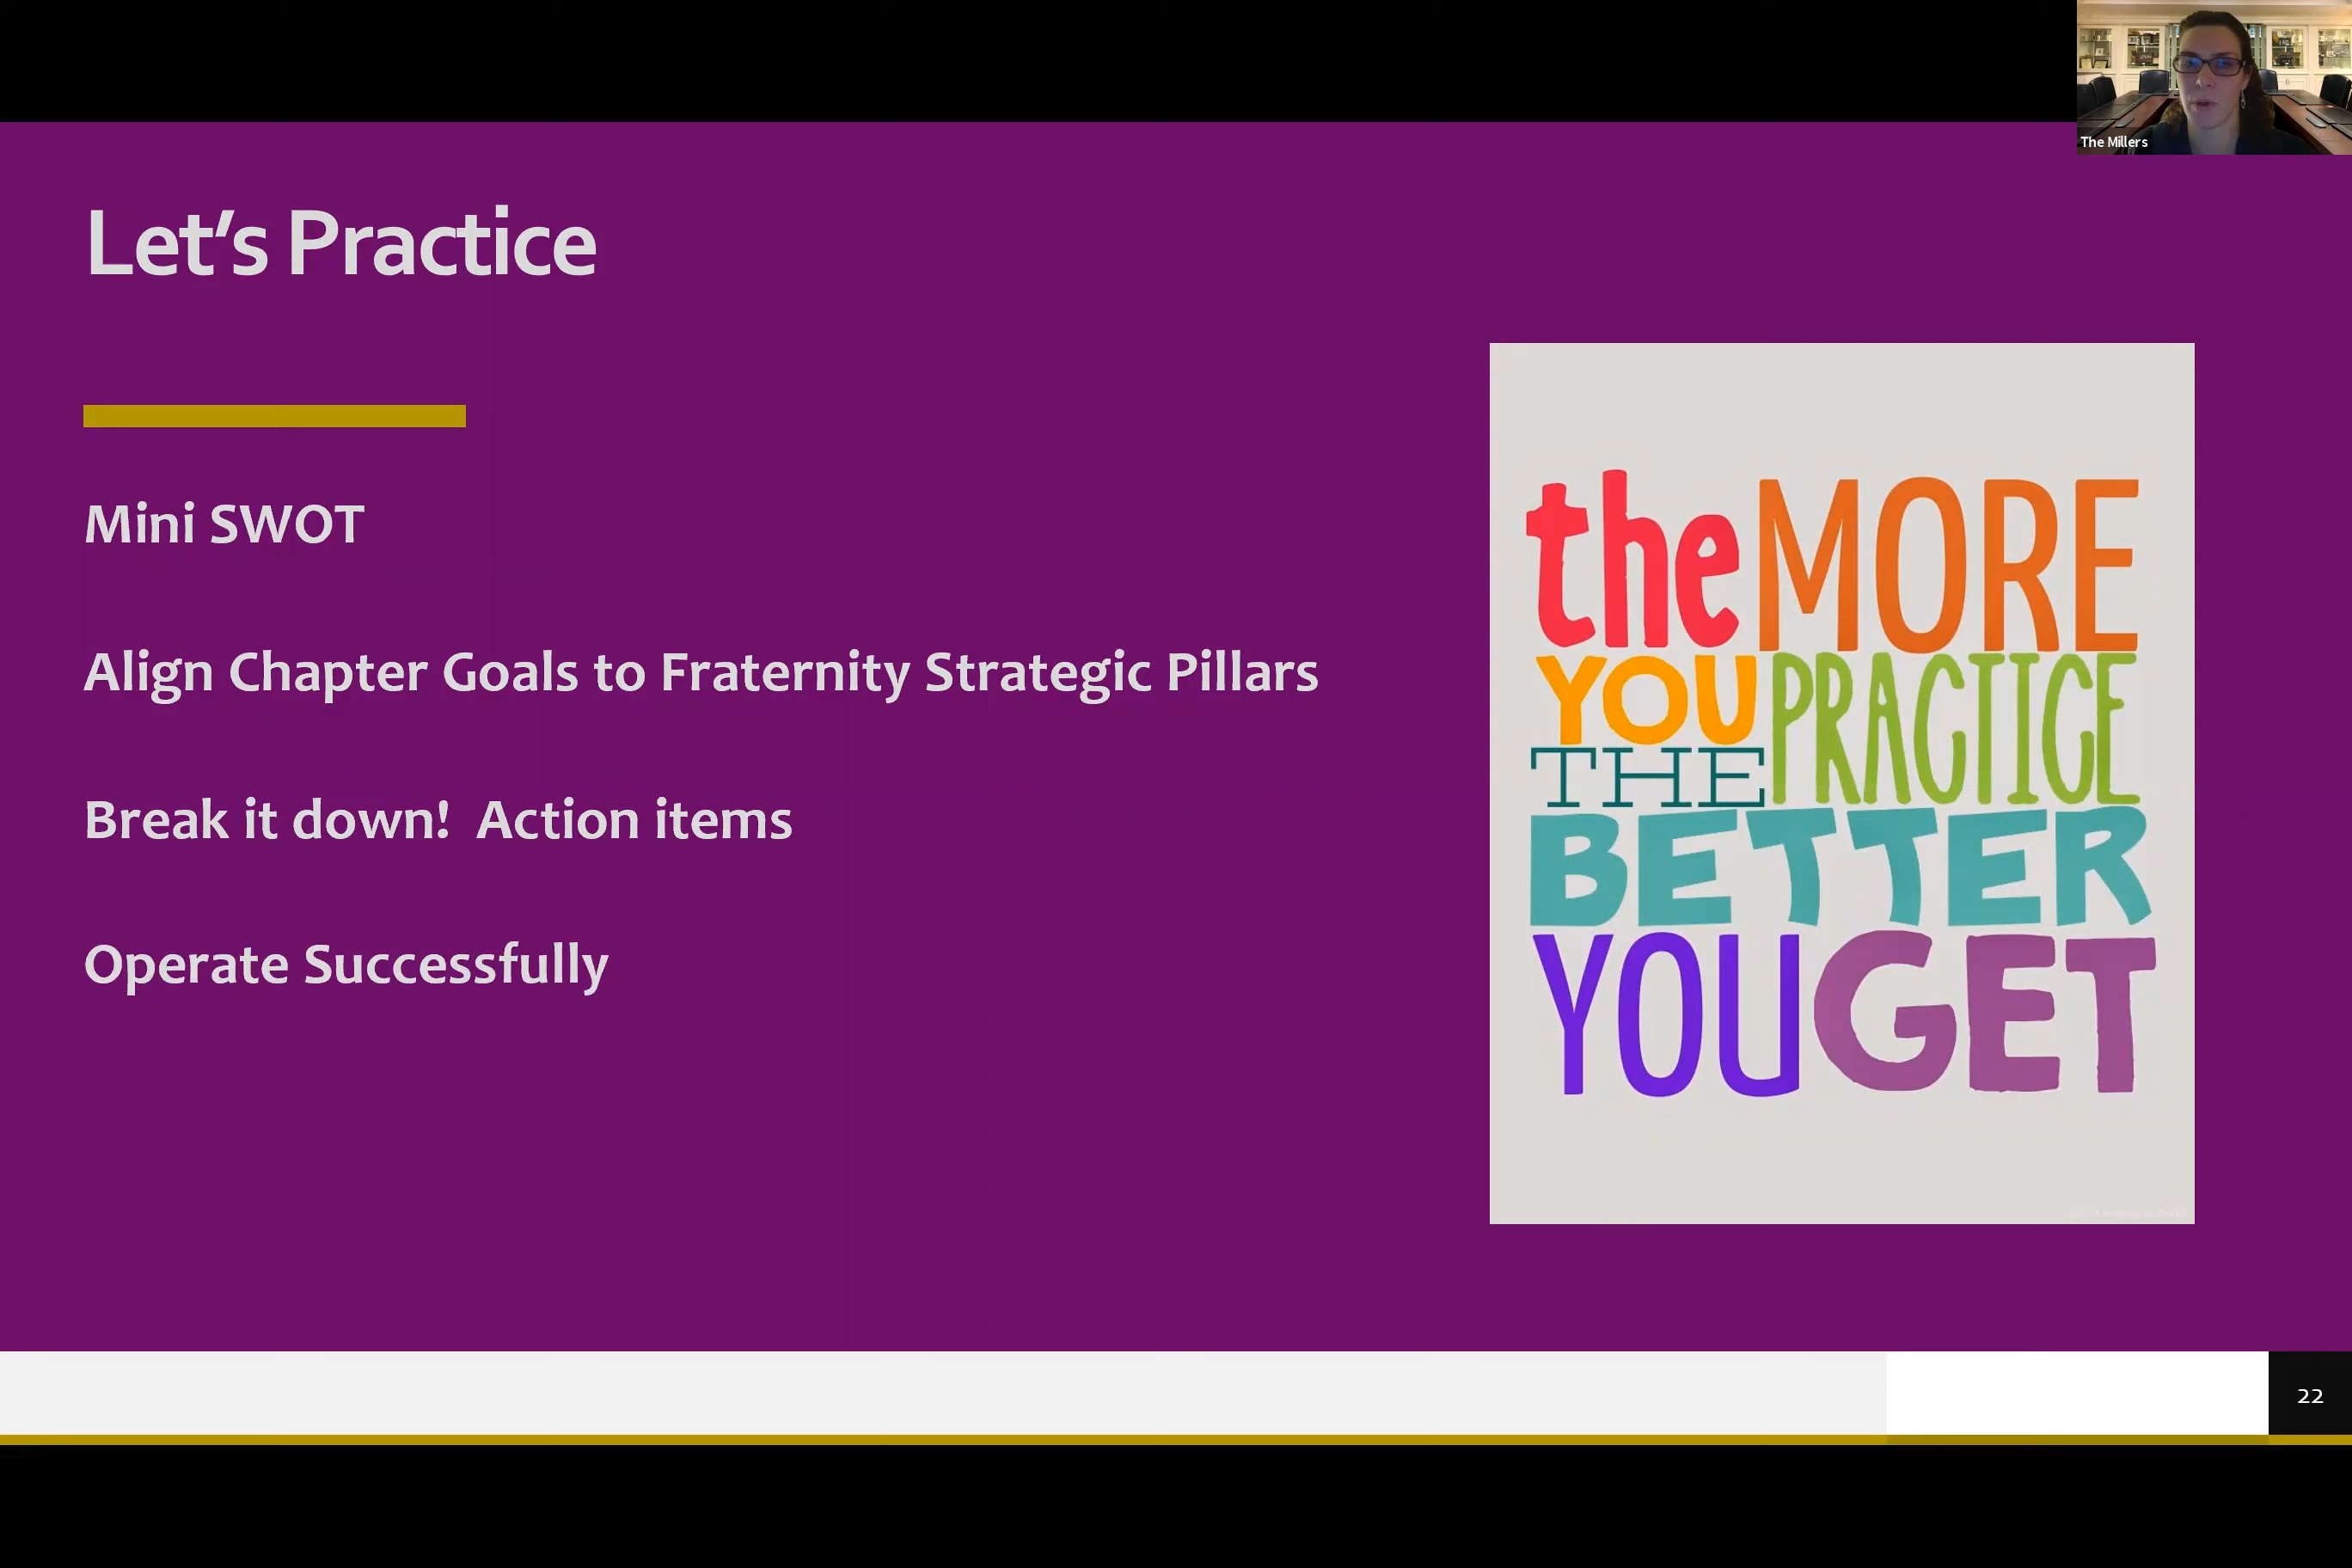 The Millers
Let’s Practice
Mini SWOT
Align Chapter Goals to Fraternity Strategic Pillars
Break it down!  Action items
Operate Successfully
the MORE
YOU PRACTICE
THE
BETTER
YOU GET
22